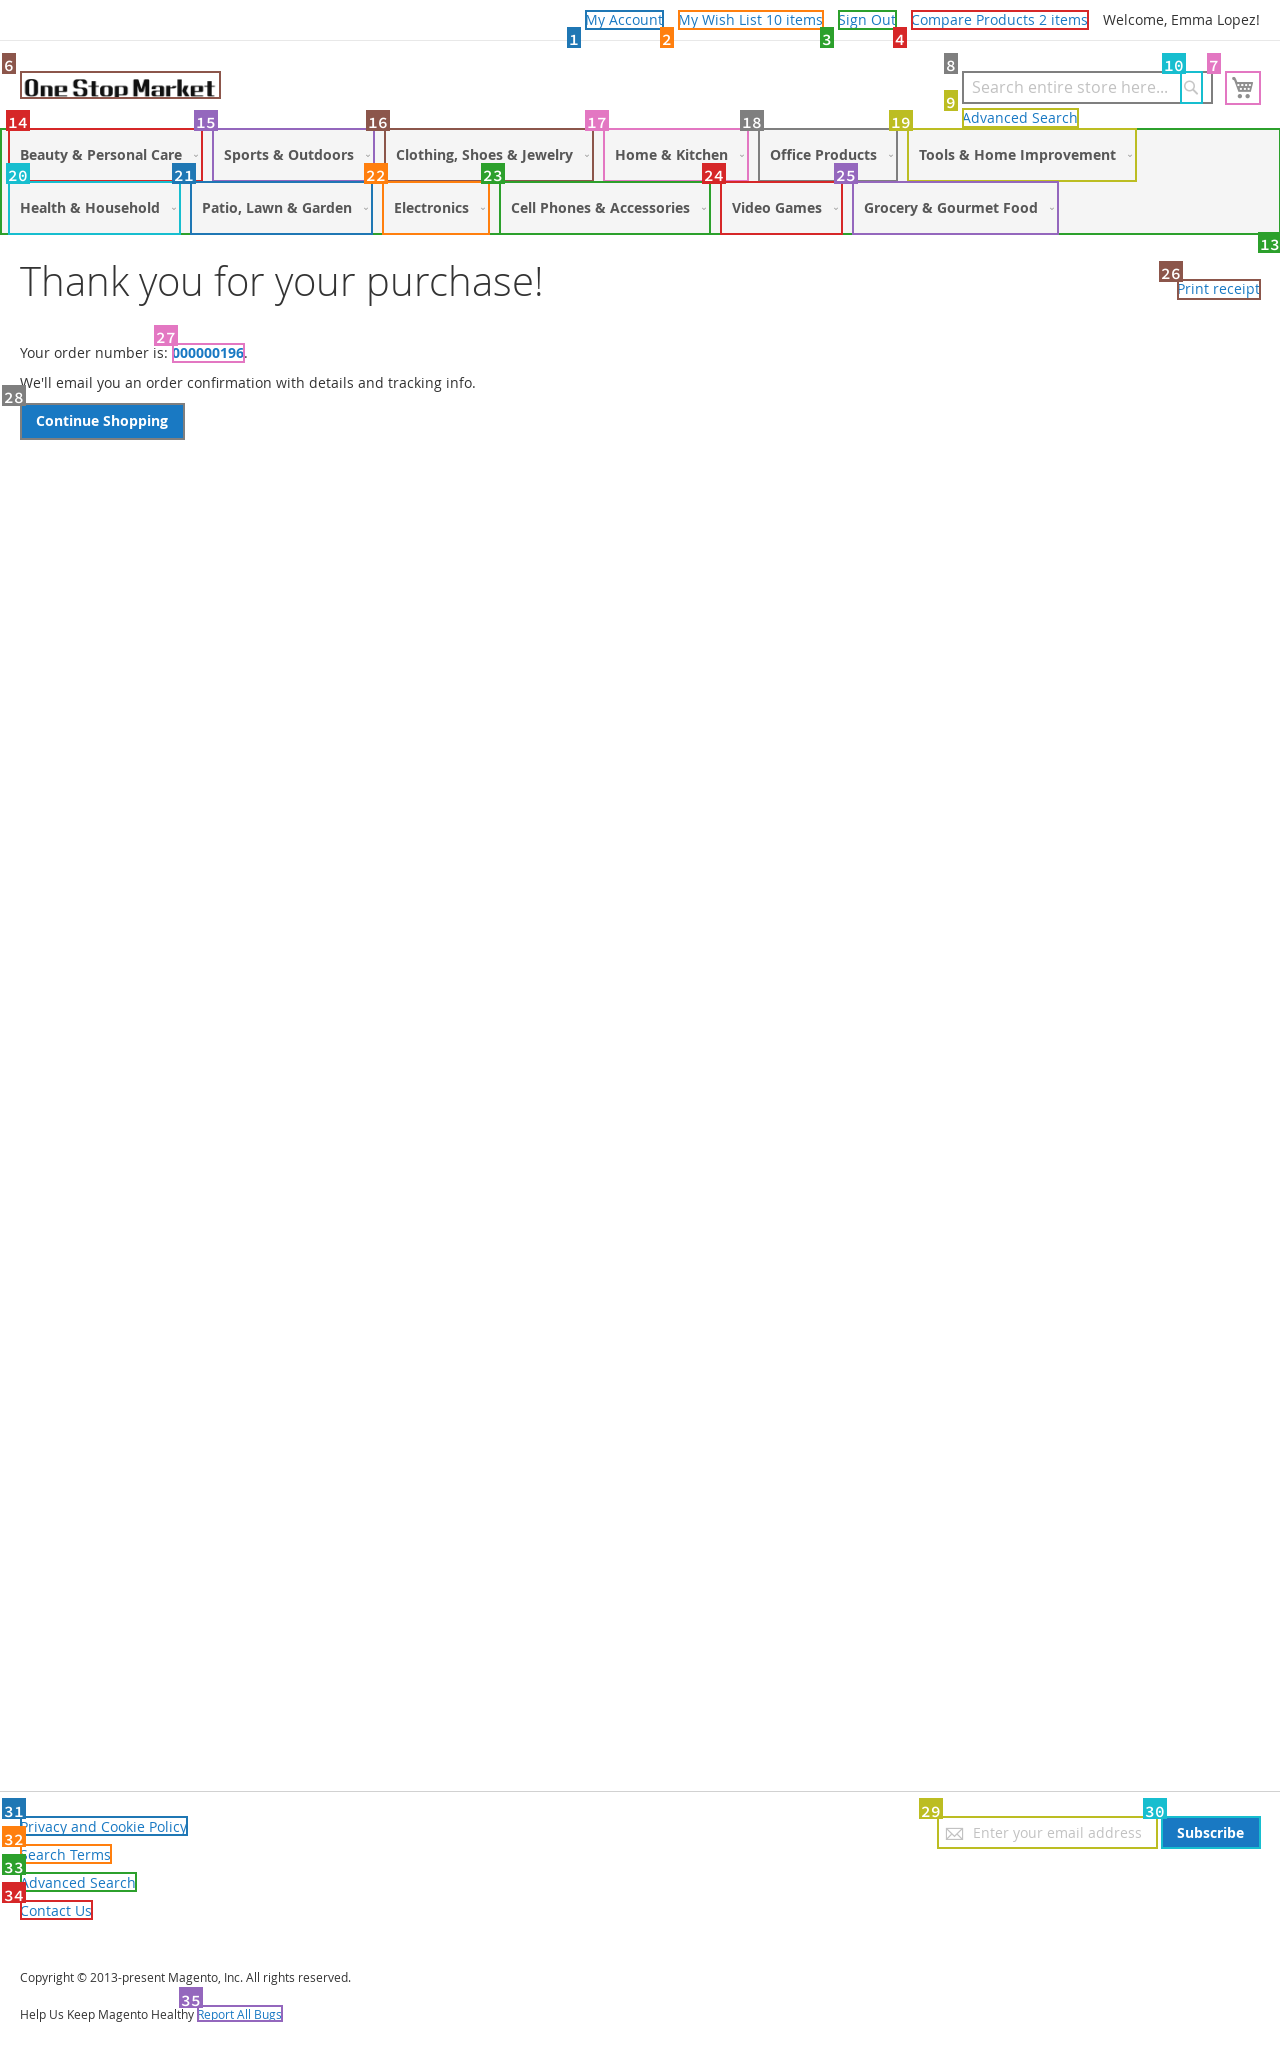 My Account My Wish List 10 items Sign Out Compare Products 2 items Welcome, Emma Lopez!
1 2 3 4
6 8 10 7
One Stop Market Search entire store here...
9
Advanced Search
14 15 16 17 18 19
Beauty & Personal Care Sports & Outdoors Clothing, Shoes & Jewelry Home & Kitchen Office Products Tools & Home Improvement
20 21 22 23 24 25
Health & Household Patio, Lawn & Garden Electronics Cell Phones & Accessories Video Games Grocery & Gourmet Food
13
Thank you for your purchase!
26
Print receipt
27
Your order number is: 000000196.
We'll email you an order confirmation with details and tracking info.
28
Continue Shopping
31 29 30
Privacy and Cookie Policy Enter your email address Subscribe
32
Search Terms
33
Advanced Search
34
Contact Us
Copyright © 2013-present Magento, Inc. All rights reserved.
35
Help Us Keep Magento Healthy Report All Bugs